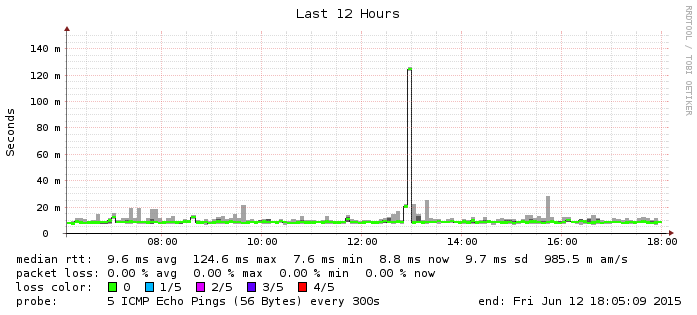 Last 12 Hours
RRDTOOL / TOBI OETIKER
Seconds
140 m
120 m
100 m
80 m
60 m
40 m
20 m
0
08:00 10:00 12:00 14:00 16:00 18:00
median rtt: 9.6 ms avg 124.6 ms max 7.6 ms min 8.8 ms now 9.7 ms sd 985.5 m am/s
packet loss: 0.00 % avg 0.00 % max 0.00 % min 0.00 % now
loss color: 0 1/5 2/5 3/5 4/5
probe: 5 ICMP Echo Pings (56 Bytes) every 300s end: Fri Jun 12 18:05:09 2015